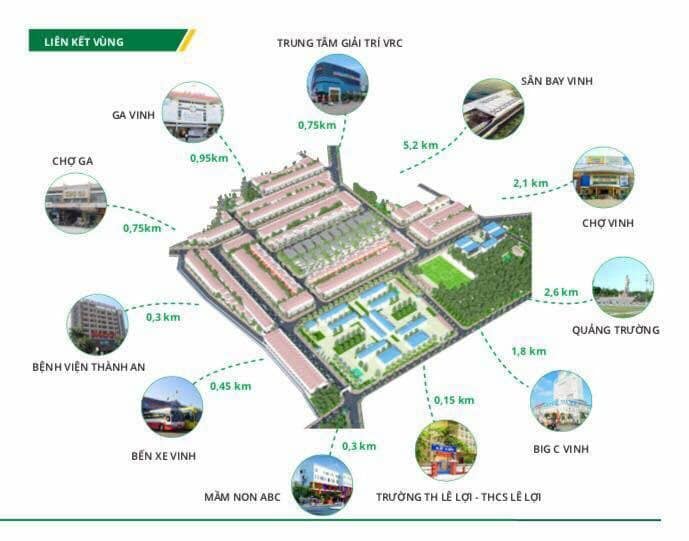 LIÊN KẾT VÙNG
TRUNG TÂM GIẢI TRÍ VRC
0,75km
SÂN BAY VINH
5,2 km
GA VINH
0,95km
CHỢ GA
0,75km
2,1 km
CHỢ VINH
2,6 km
QUẢNG TRƯỜNG
0,3 km
BỆNH VIỆN THÀNH AN
1,8 km
BIG C VINH
0,45 km
BẾN XE VINH
0,15 km
TRƯỜNG TH LÊ LỢI - THCS LÊ LỢI
0,3 km
MẦM NON ABC